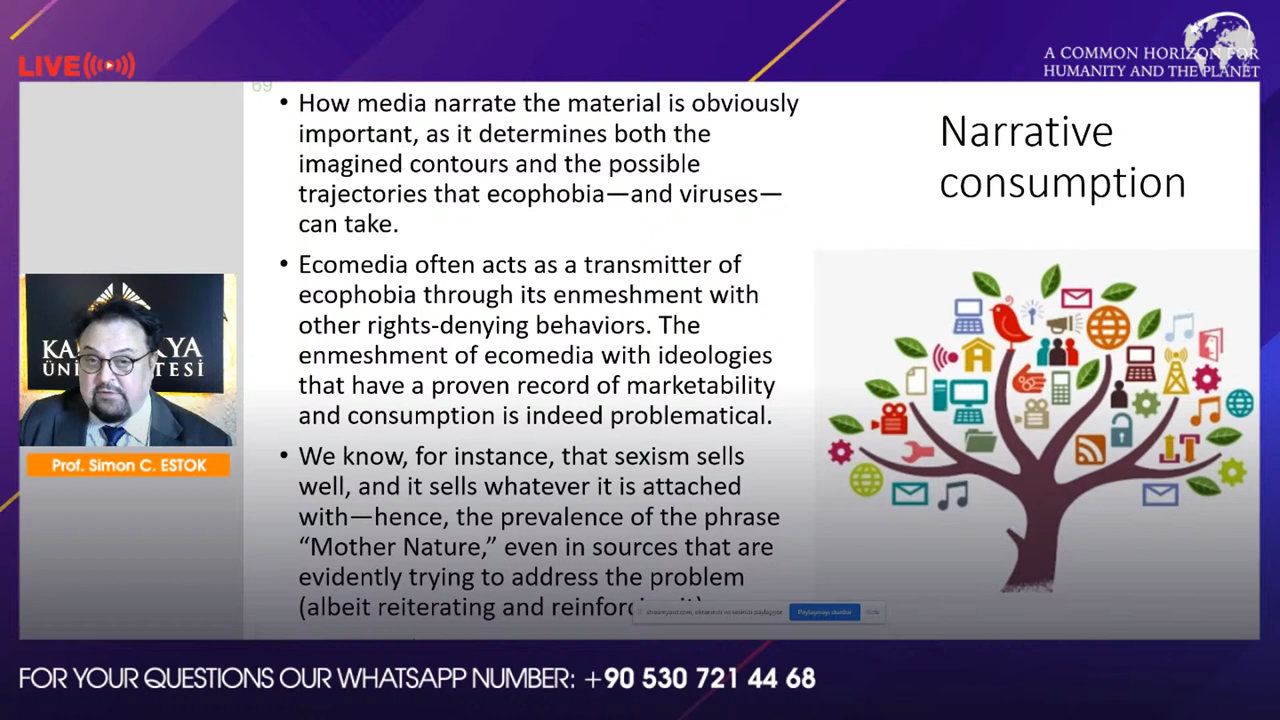 LIVE
A COMMON HORIZON FOR
HUMANITY AND THE PLANET
69
• How media narrate the material is obviously
important, as it determines both the
imagined contours and the possible
trajectories that ecophobia—and viruses—
can take.
• Ecomedia often acts as a transmitter of
ecophobia through its enmeshment with
other rights-denying behaviors. The
enmeshment of ecomedia with ideologies
that have a proven record of marketability
and consumption is indeed problematical.
• We know, for instance, that sexism sells
well, and it sells whatever it is attached
with—hence, the prevalence of the phrase
“Mother Nature,” even in sources that are
evidently trying to address the problem
(albeit reiterating and
Narrative
consumption
Prof. Simon C. ESTOK
Paylaşmayı durdur
FOR YOUR QUESTIONS OUR WHATSAPP NUMBER: +90 530 721 44 68